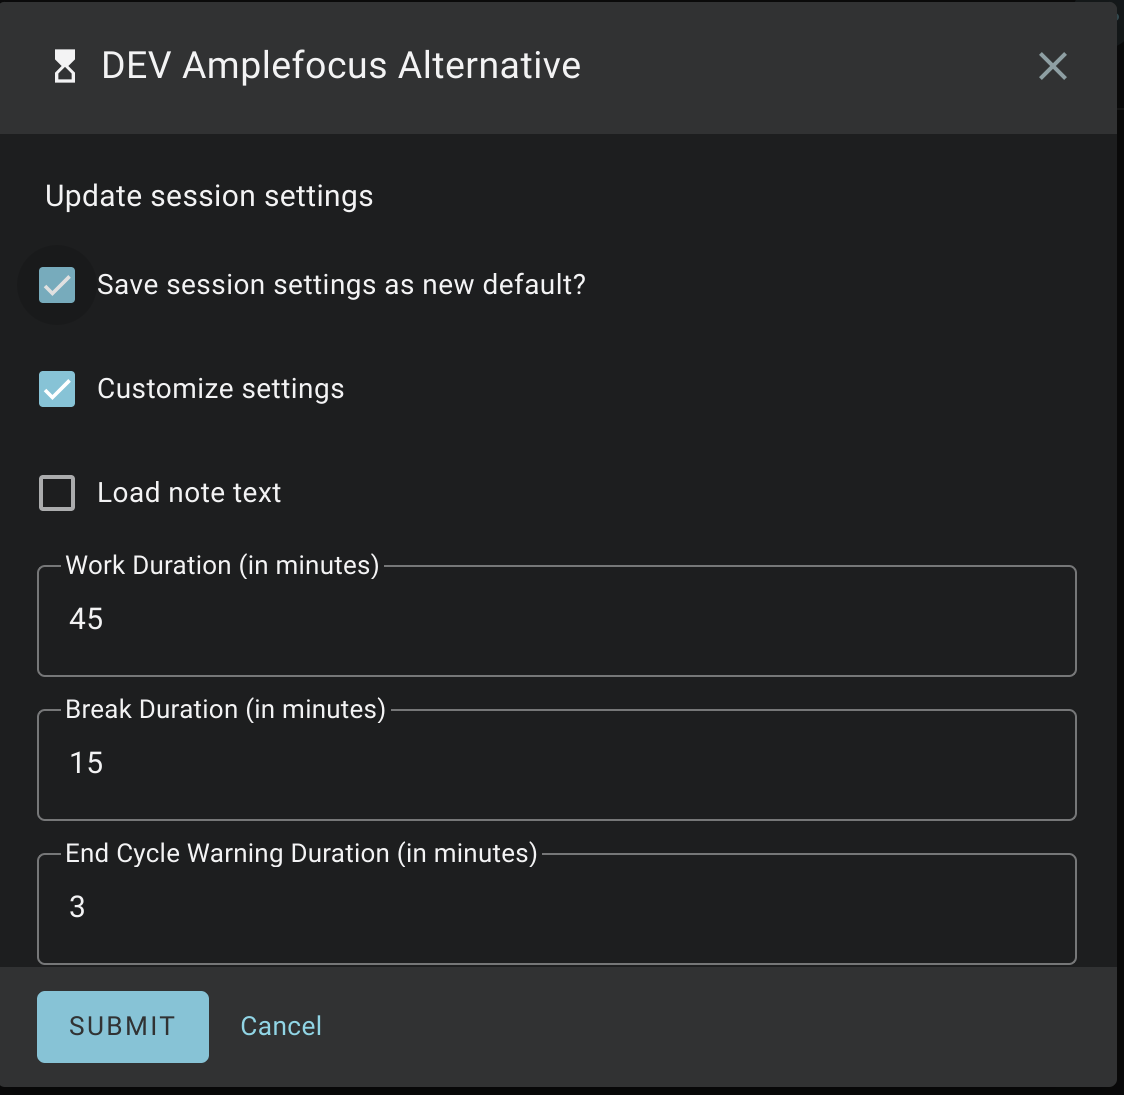 DEV Amplefocus Alternative
Update session settings
Save session settings as new default?
Customize settings
Load note text
Work Duration (in minutes)
45
Break Duration (in minutes)
15
End Cycle Warning Duration (in minutes)
3
SUBMIT Cancel